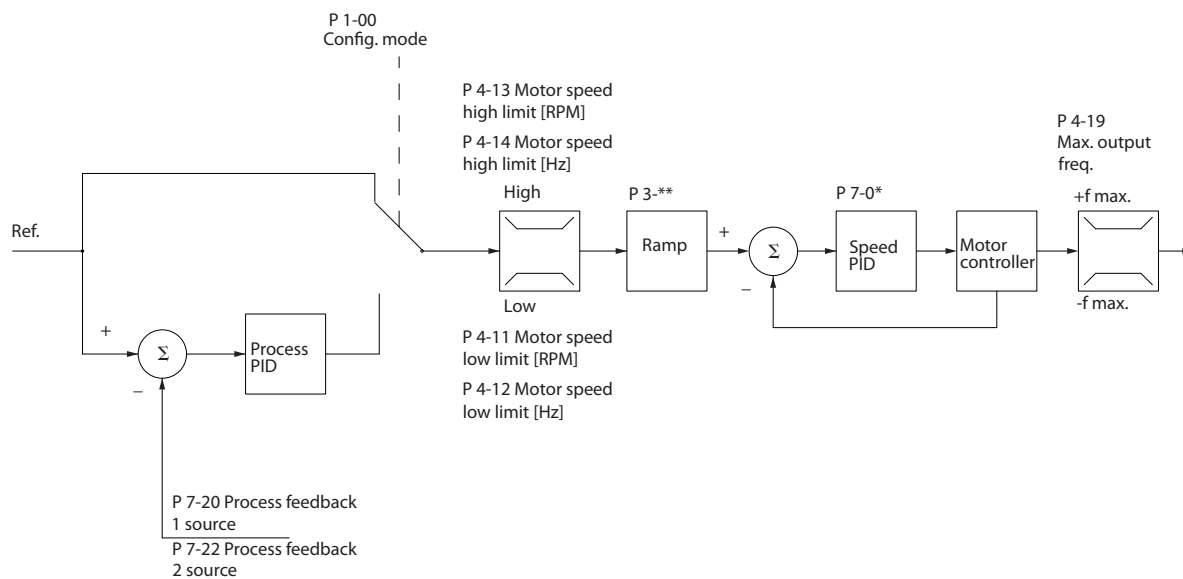 P 1-00
Config. mode
P 4-13 Motor speed
high limit [RPM]
P 4-14 Motor speed
high limit [Hz]
P 4-19
Max. output
freq.
High
P 3-**
P 7-0*
+f max.
Ref.
Ramp
+
Σ
_
Speed
PID
Motor
controller
Low
-f max.
+
Σ
_
Process
PID
P 4-11 Motor speed
low limit [RPM]
P 4-12 Motor speed
low limit [Hz]
P 7-20 Process feedback
1 source
P 7-22 Process feedback
2 source